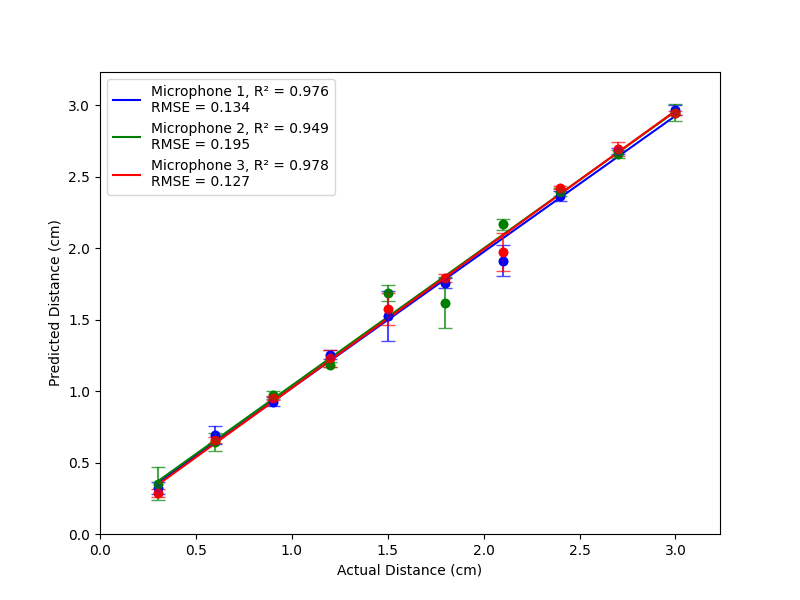 Microphone 1, R² = 0.976
RMSE = 0.134
Microphone 2, R² = 0.949
RMSE = 0.195
Microphone 3, R² = 0.978
RMSE = 0.127
Predicted Distance (cm)
3.0
2.5
2.0
1.5
1.0
0.5
0.0
0.0 0.5 1.0 1.5 2.0 2.5 3.0
Actual Distance (cm)